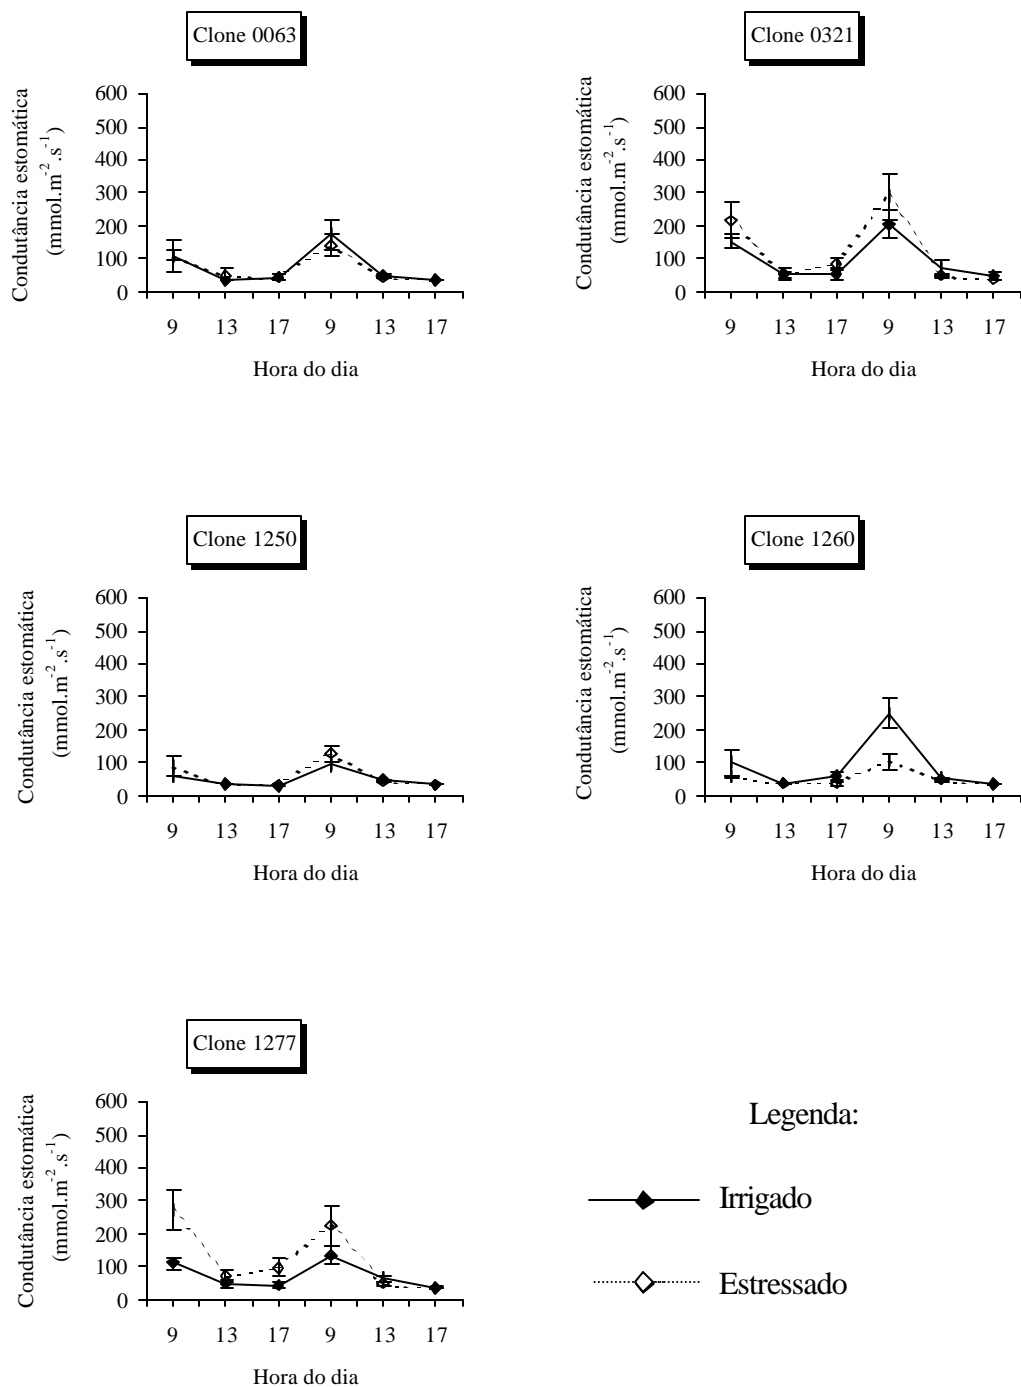 Clone 0063
Condutância estomática
(mmol.m⁻².s⁻¹)
600
500
400
300
200
100
0
9 13 17 9 13 17
Hora do dia
Clone 0321
Condutância estomática
(mmol.m⁻².s⁻¹)
600
500
400
300
200
100
0
9 13 17 9 13 17
Hora do dia
Clone 1250
Condutância estomática
(mmol.m⁻².s⁻¹)
600
500
400
300
200
100
0
9 13 17 9 13 17
Hora do dia
Clone 1260
Condutância estomática
(mmol.m⁻².s⁻¹)
600
500
400
300
200
100
0
9 13 17 9 13 17
Hora do dia
Clone 1277
Condutância estomática
(mmol.m⁻².s⁻¹)
600
500
400
300
200
100
0
9 13 17 9 13 17
Hora do dia
Legenda:
Irrigado
Estressado